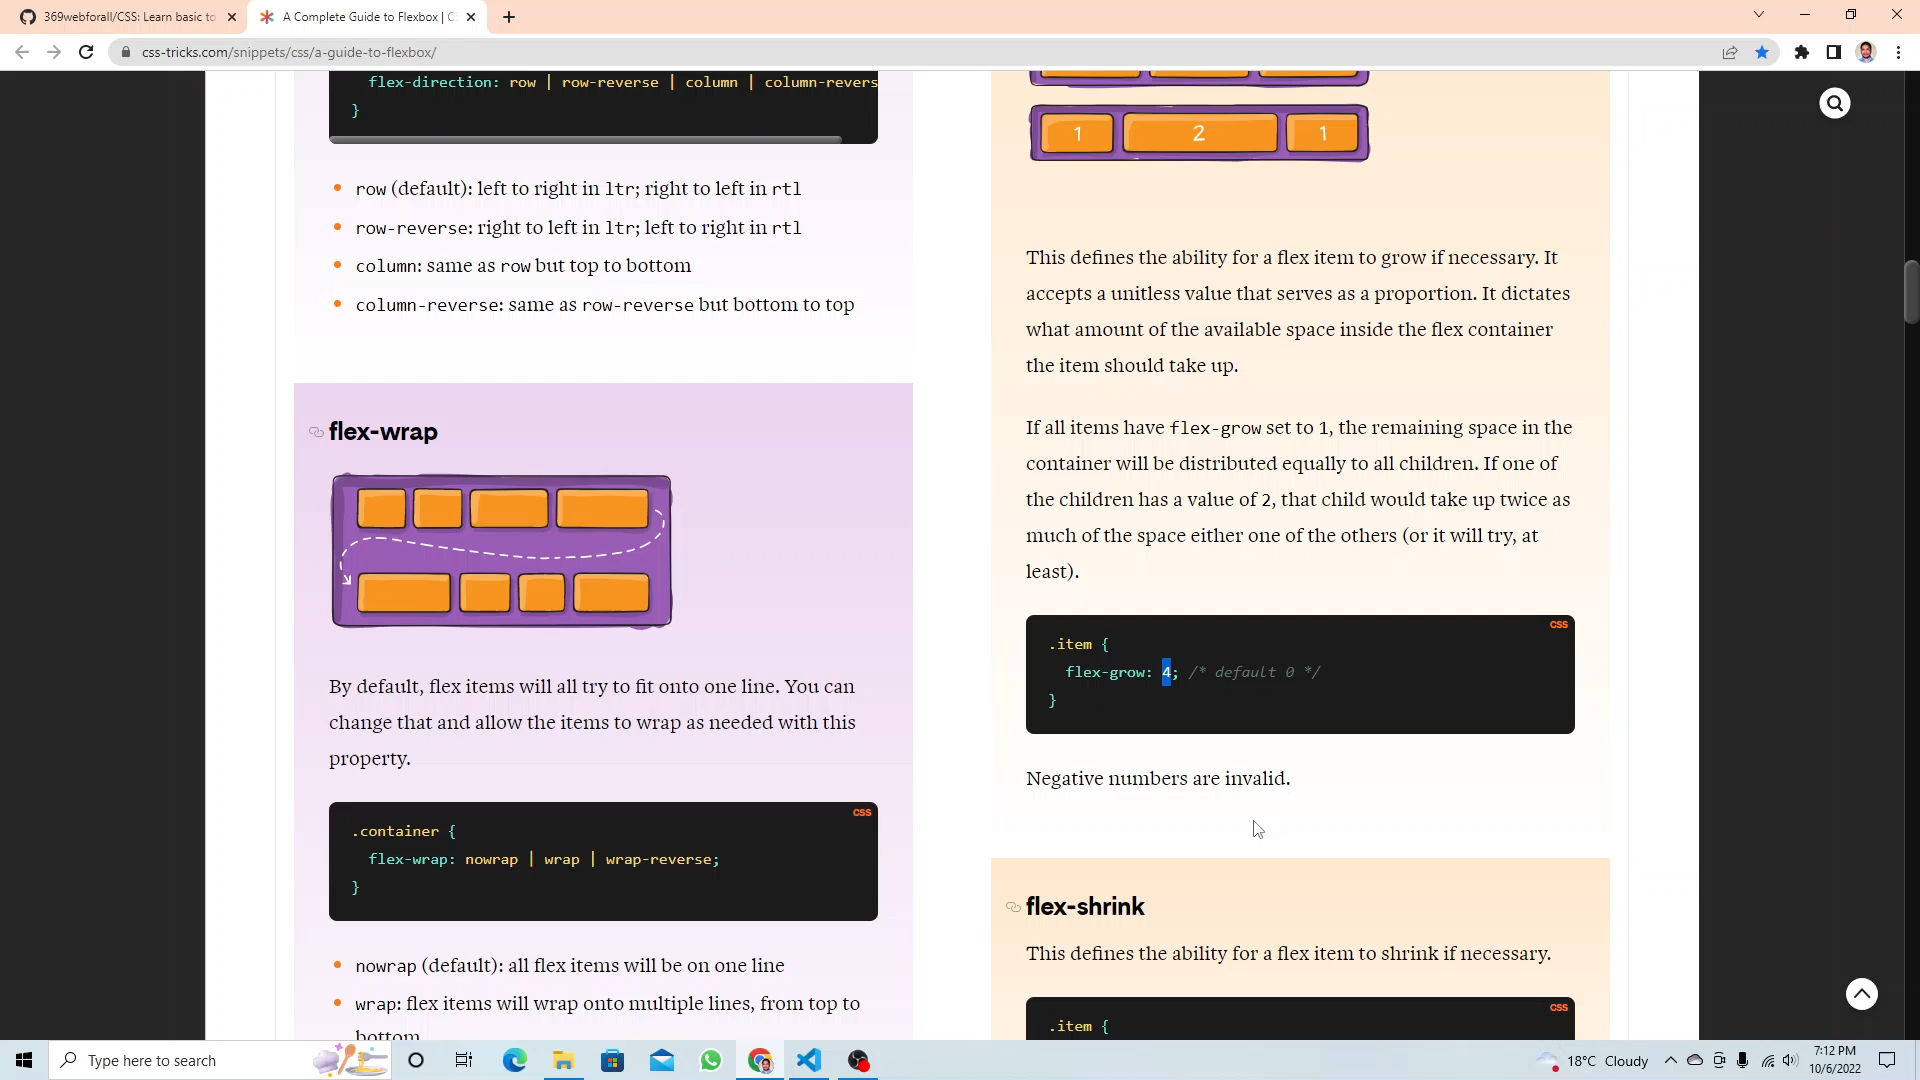 369webforall/CSS: Learn basic to
A Complete Guide to Flexbox | CS
css-tricks.com/snippets/css/a-guide-to-flexbox/
flex-direction: row | row-reverse | column | column-revers
}
row (default): left to right in ltr; right to left in rtl
row-reverse: right to left in ltr; left to right in rtl
column: same as row but top to bottom
column-reverse: same as row-reverse but bottom to top
flex-wrap
By default, flex items will all try to fit onto one line. You can
change that and allow the items to wrap as needed with this
property.
CSS
.container {
flex-wrap: nowrap | wrap | wrap-reverse;
}
nowrap (default): all flex items will be on one line
wrap: flex items will wrap onto multiple lines, from top to
bottom
1 2 1
This defines the ability for a flex item to grow if necessary. It
accepts a unitless value that serves as a proportion. It dictates
what amount of the available space inside the flex container
the item should take up.
If all items have flex-grow set to 1, the remaining space in the
container will be distributed equally to all children. If one of
the children has a value of 2, that child would take up twice as
much of the space either one of the others (or it will try, at
least).
CSS
.item {
flex-grow: 4; /* default 0 */
}
Negative numbers are invalid.
flex-shrink
This defines the ability for a flex item to shrink if necessary.
CSS
.item {
Type here to search
18°C Cloudy
7:12 PM
10/6/2022